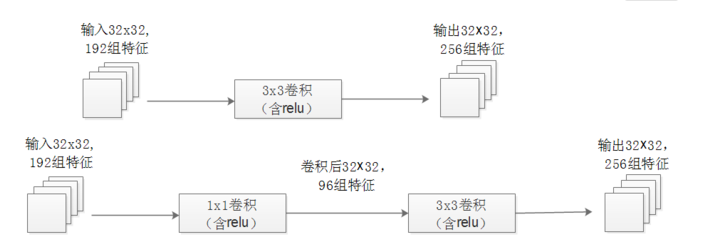 输入32x32,
192组特征
输出32x32，
256组特征
3x3卷积
（含relu）
输入32x32,
192组特征
1x1卷积
（含relu）
卷积后32x32，
96组特征
3x3卷积
（含relu）
输出32x32，
256组特征